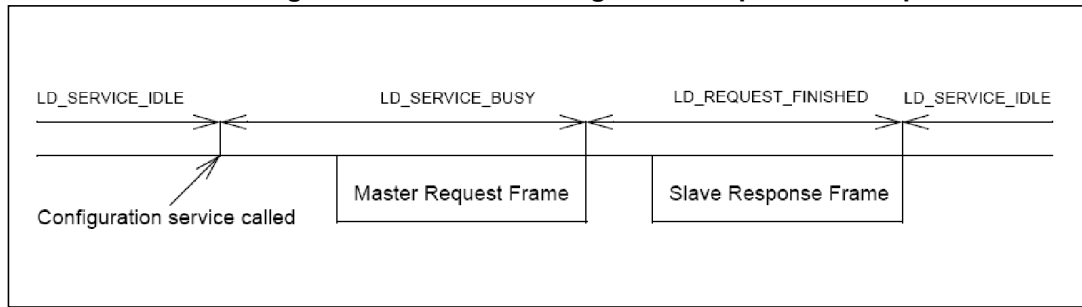 LD_SERVICE_IDLE LD_SERVICE_BUSY LD_REQUEST_FINISHED LD_SERVICE_IDLE
Master Request Frame Slave Response Frame
Configuration service called